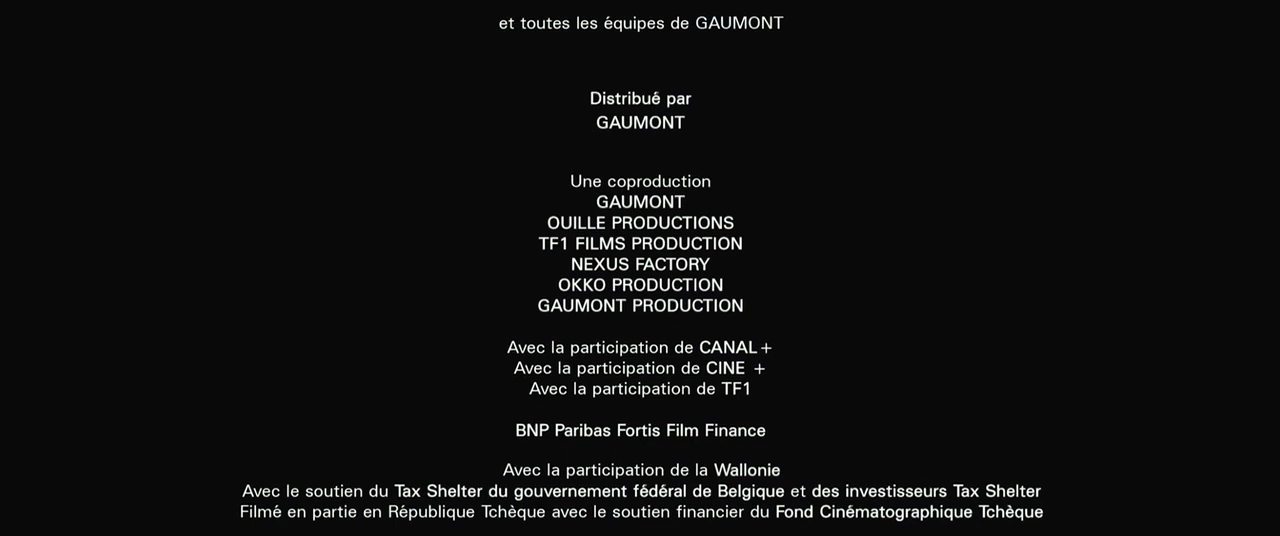 et toutes les équipes de GAUMONT
Distribué par
GAUMONT
Une coproduction
GAUMONT
OUILLE PRODUCTIONS
TF1 FILMS PRODUCTION
NEXUS FACTORY
OKKO PRODUCTION
GAUMONT PRODUCTION
Avec la participation de CANAL+
Avec la participation de CINE +
Avec la participation de TF1
BNP Paribas Fortis Film Finance
Avec la participation de la Wallonie
Avec le soutien du Tax Shelter du gouvernement fédéral de Belgique et des investisseurs Tax Shelter
Filmé en partie en République Tchèque avec le soutien financier du Fond Cinématographique Tchèque